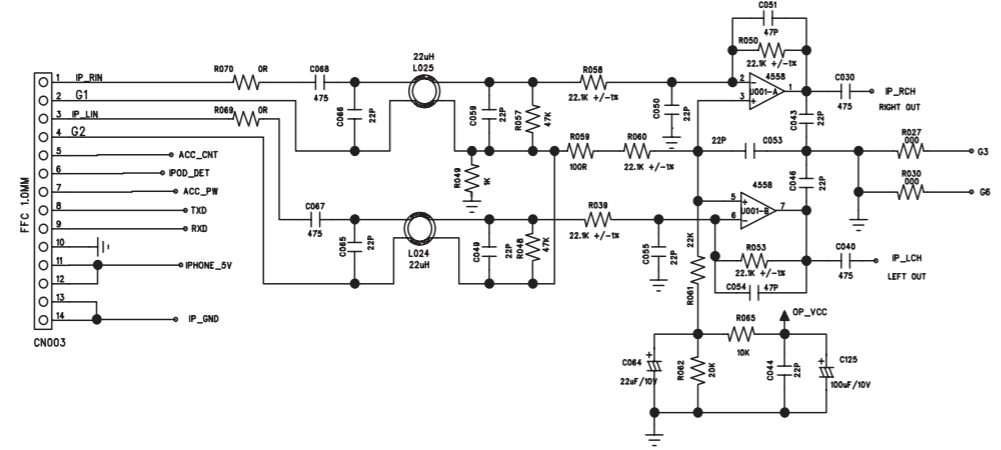 C051
47P
R050
22.1K +/-1%
22uH
L025
R070 0R
C068
475
R058
22.1K +/-1%
2
4558
U001-A
3
1
C030
475
IP_RCH
RIGHT OUT
1 IP_RIN
2 G1
3 IP_LIN
4 G2
5 ACC_CNT
6 IPOD_DET
7 ACC_PW
8 TXD
9 RXD
10
11 IPHONE_5V
12
13
14 IP_GND
FFC 1.0MM
CN003
R069 0R
C066
22P
C059
22P
R057
47K
C050
22P
C043
22P
R059
100R
R060
22.1K +/-1%
22P
C053
R027
000
G3
R049
1K
C046
22P
R030
000
G6
C067
475
R039
22.1K +/-1%
5
4558
U001-B
6
7
C065
22P
L024
22uH
C049
22P
R048
47K
C055
22P
22K
R061
R053
22.1K +/-1%
C054
47P
C040
475
IP_LCH
LEFT OUT
OP_VCC
R065
10K
C064
22uF/10V
R062
20K
C044
22P
C125
100uF/10V